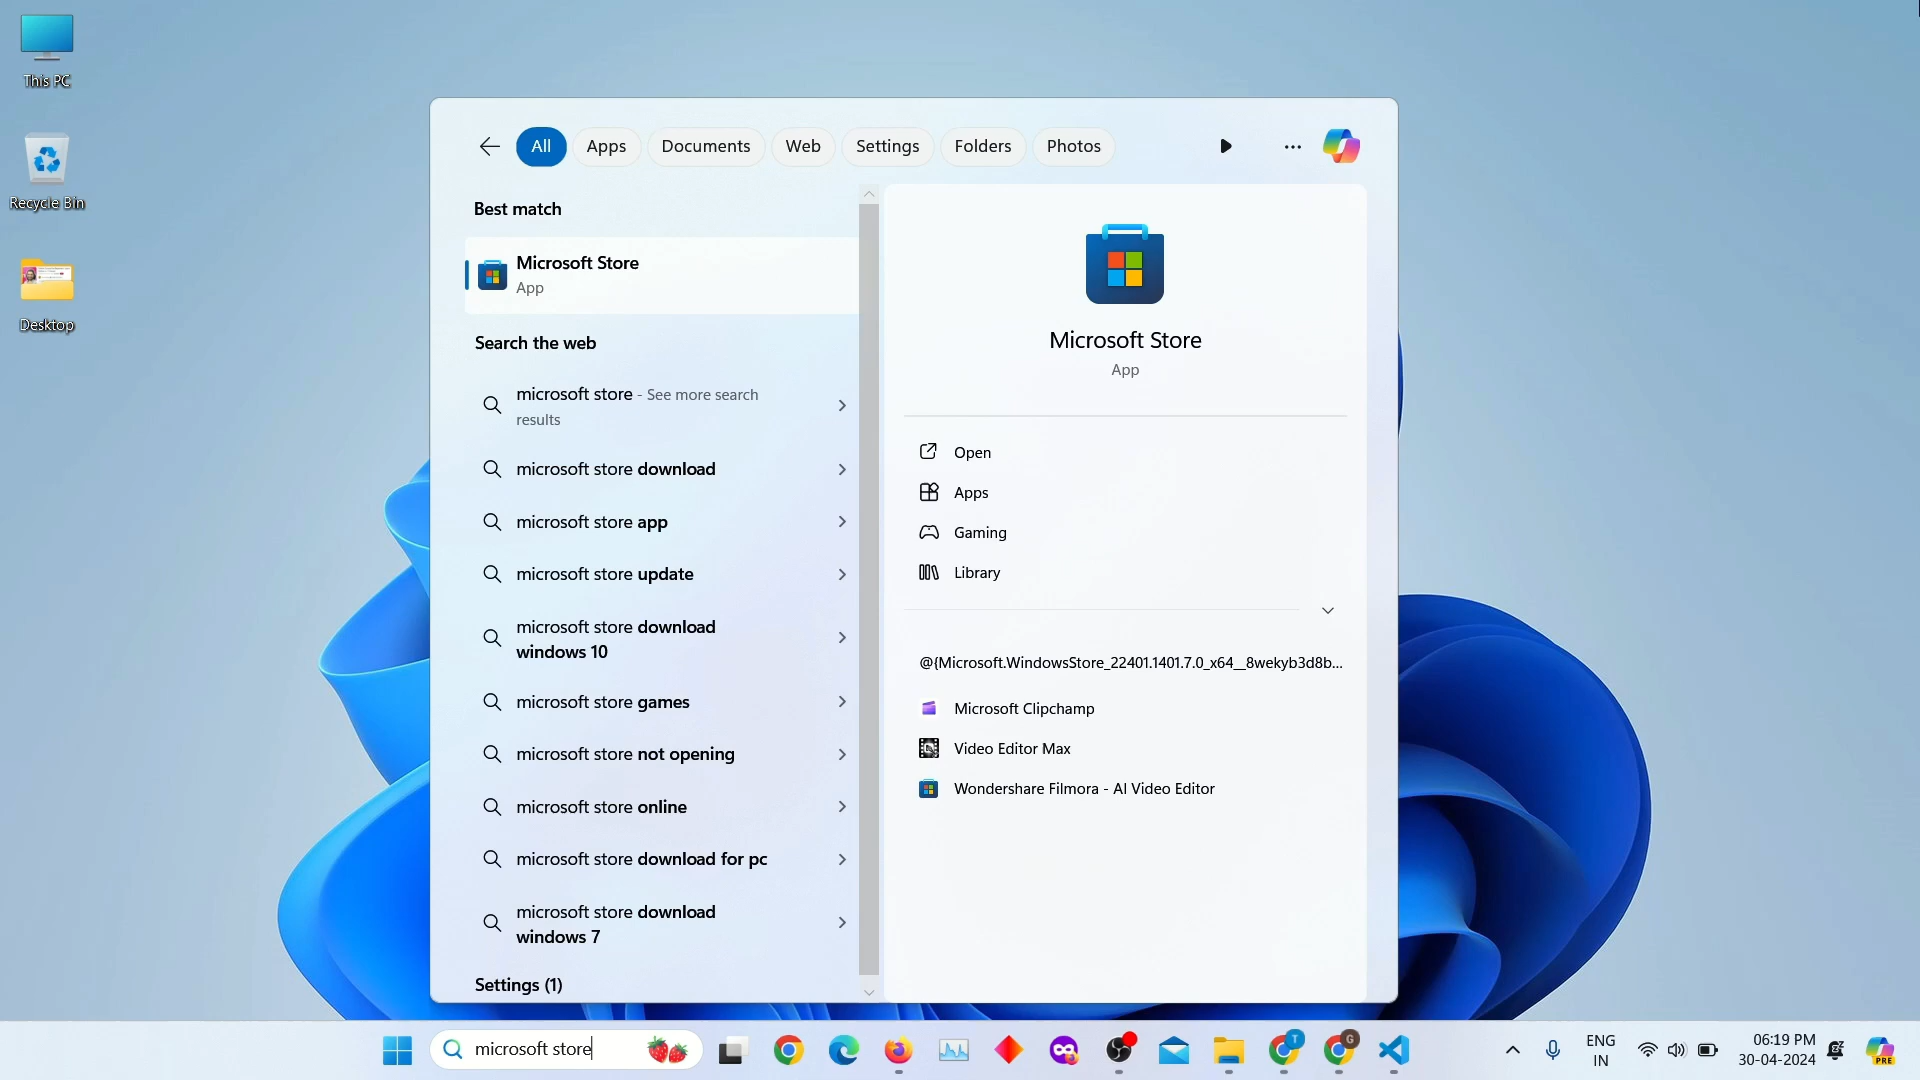 This PC
Recycle Bin
Desktop
All
Apps
Documents
Web
Settings
Folders
Photos
Best match
Microsoft Store
App
Search the web
microsoft store - See more search
results
microsoft store download
microsoft store app
microsoft store update
microsoft store download
windows 10
microsoft store games
microsoft store not opening
microsoft store online
microsoft store download for pc
microsoft store download
windows 7
Settings (1)
Microsoft Store
App
Open
Apps
Gaming
Library
@{Microsoft.WindowsStore_22401.1401.7.0_x64__8wekyb3d8b...
Microsoft Clipchamp
Video Editor Max
Wondershare Filmora - AI Video Editor
microsoft store
T
G
ENG
IN
06:19 PM
30-04-2024
PRE